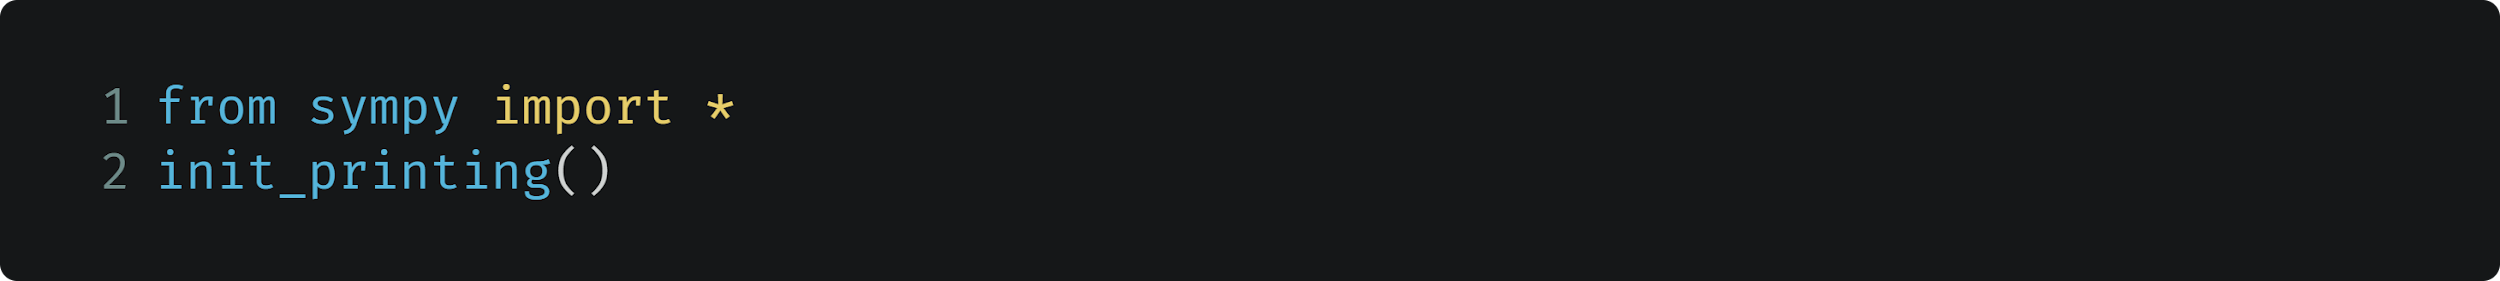 1 from sympy import *
2 init_printing()